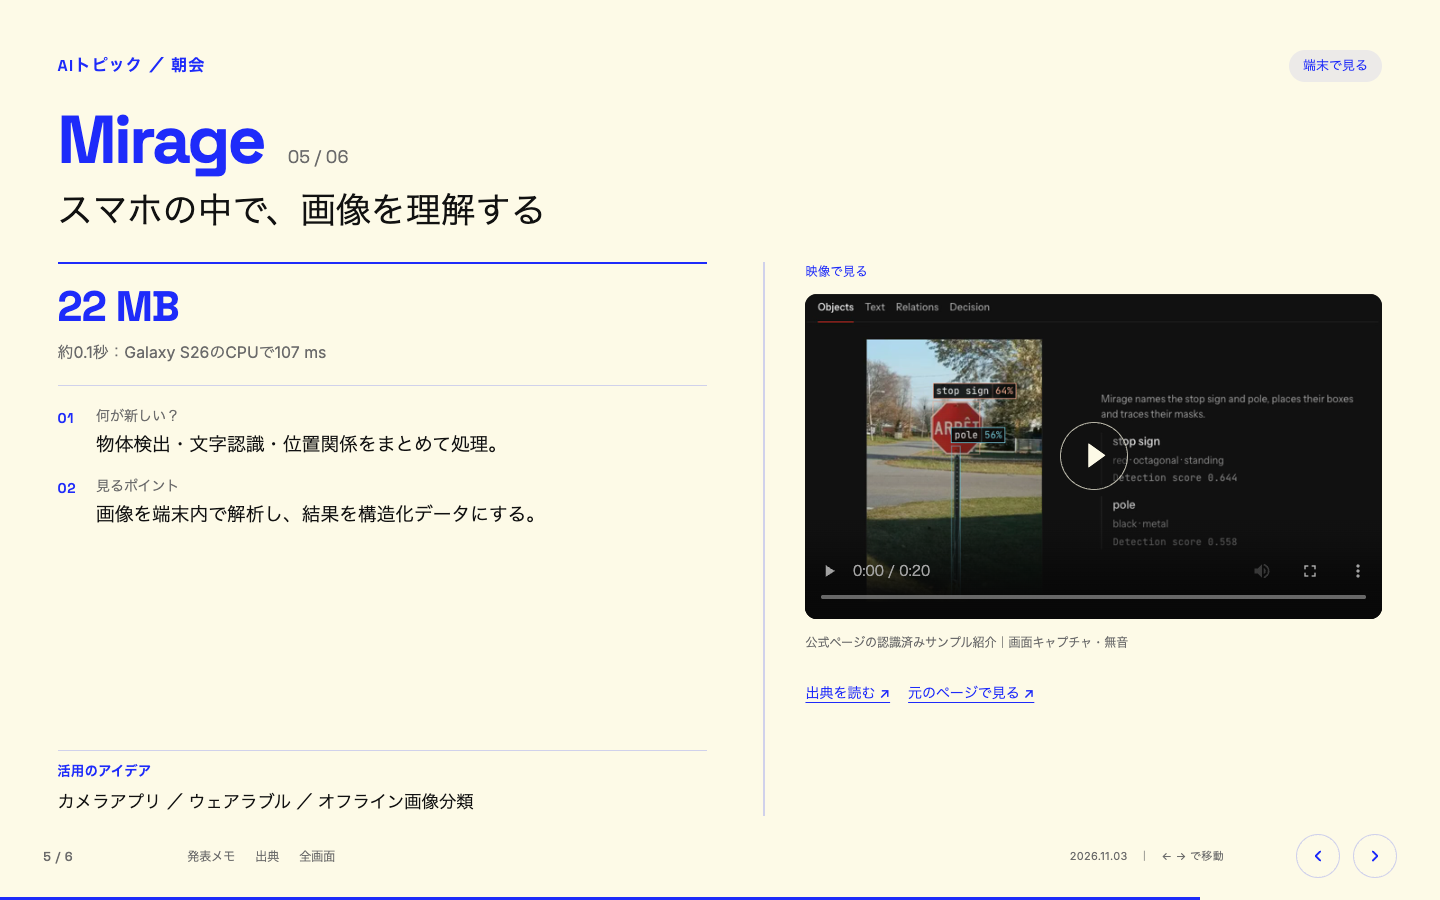 AIトピック ／ 朝会
端末で見る
Mirage 05 / 06
スマホの中で、画像を理解する
22 MB
約0.1秒：Galaxy S26のCPUで107 ms
01 何が新しい？
物体検出・文字認識・位置関係をまとめて処理。
02 見るポイント
画像を端末内で解析し、結果を構造化データにする。
活用のアイデア
カメラアプリ ／ ウェアラブル ／ オフライン画像分類
映像で見る
Objects Text Relations Decision
stop sign 64%
ARRÊT
pole 56%
Mirage names the stop sign and pole, places their boxes
and traces their masks.
stop sign
red·octagonal·standing
Detection score 0.644
pole
black·metal
Detection score 0.558
0:00 / 0:20
公式ページの認識済みサンプル紹介｜画面キャプチャ・無音
出典を読む ↗ 元のページで見る ↗
5 / 6 発表メモ 出典 全画面
2026.11.03 | ← → で移動